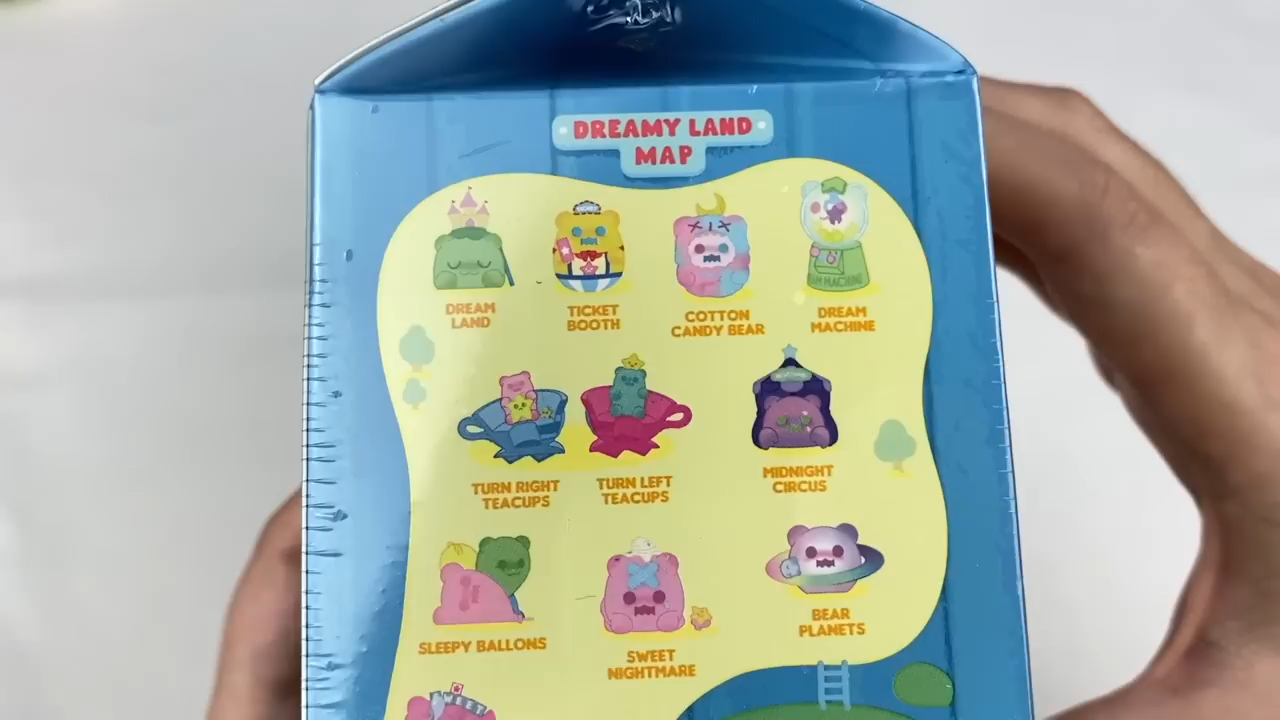 DREAMY LAND
MAP
DREAM
LAND
TICKET
BOOTH
COTTON
CANDY BEAR
DREAM
MACHINE
TURN RIGHT
TEACUPS
TURN LEFT
TEACUPS
MIDNIGHT
CIRCUS
SLEEPY BALLONS
SWEET
NIGHTMARE
BEAR
PLANETS